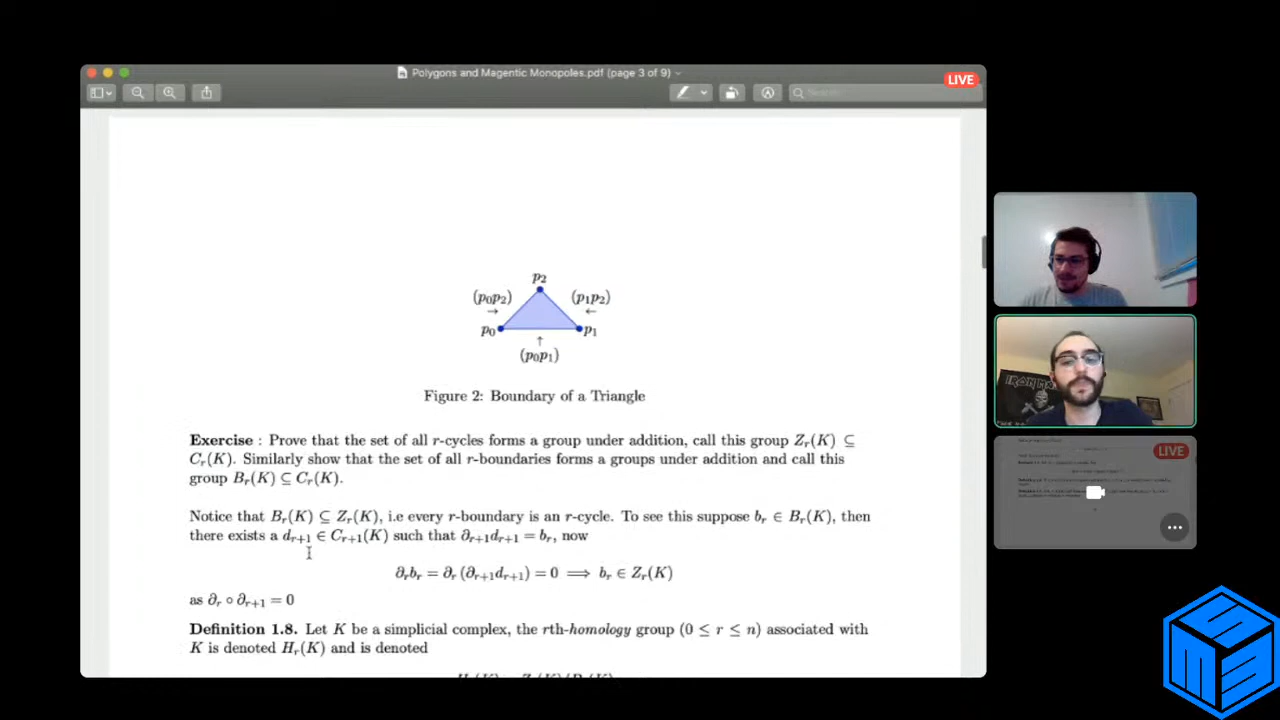 Polygons and Magentic Monopoles.pdf (page 3 of 9)
LIVE
Search
p2
(p0p2) (p1p2)
→ ←
p0 p1
↑
(p0p1)
Figure 2: Boundary of a Triangle
Exercise : Prove that the set of all r-cycles forms a group under addition, call this group Zr(K) ⊆
Cr(K). Similarly show that the set of all r-boundaries forms a groups under addition and call this
group Br(K) ⊆ Cr(K).
Notice that Br(K) ⊆ Zr(K), i.e every r-boundary is an r-cycle. To see this suppose br ∈ Br(K), then
there exists a dr+1 ∈ Cr+1(K) such that ∂r+1dr+1 = br, now
∂rbr = ∂r (∂r+1dr+1) = 0 ⟹ br ∈ Zr(K)
as ∂r ∘ ∂r+1 = 0
Definition 1.8. Let K be a simplicial complex, the rth-homology group (0 ≤ r ≤ n) associated with
K is denoted Hr(K) and is denoted
IRON MA
LIVE